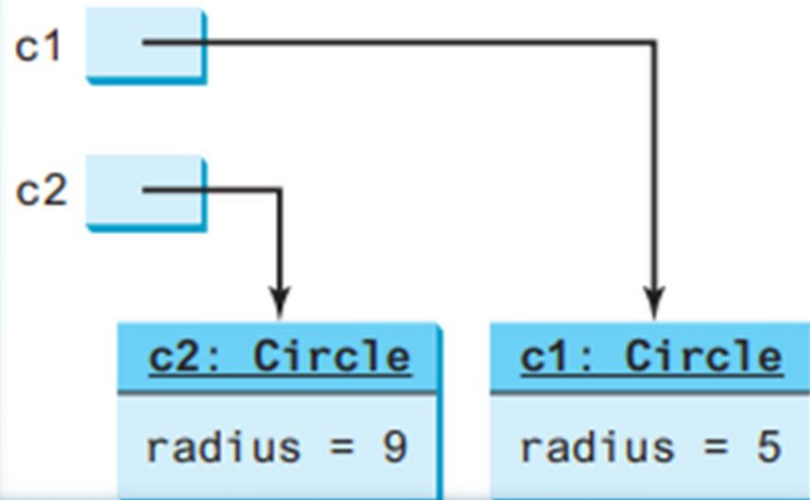 c1
c2
c2: Circle
radius = 9
c1: Circle
radius = 5